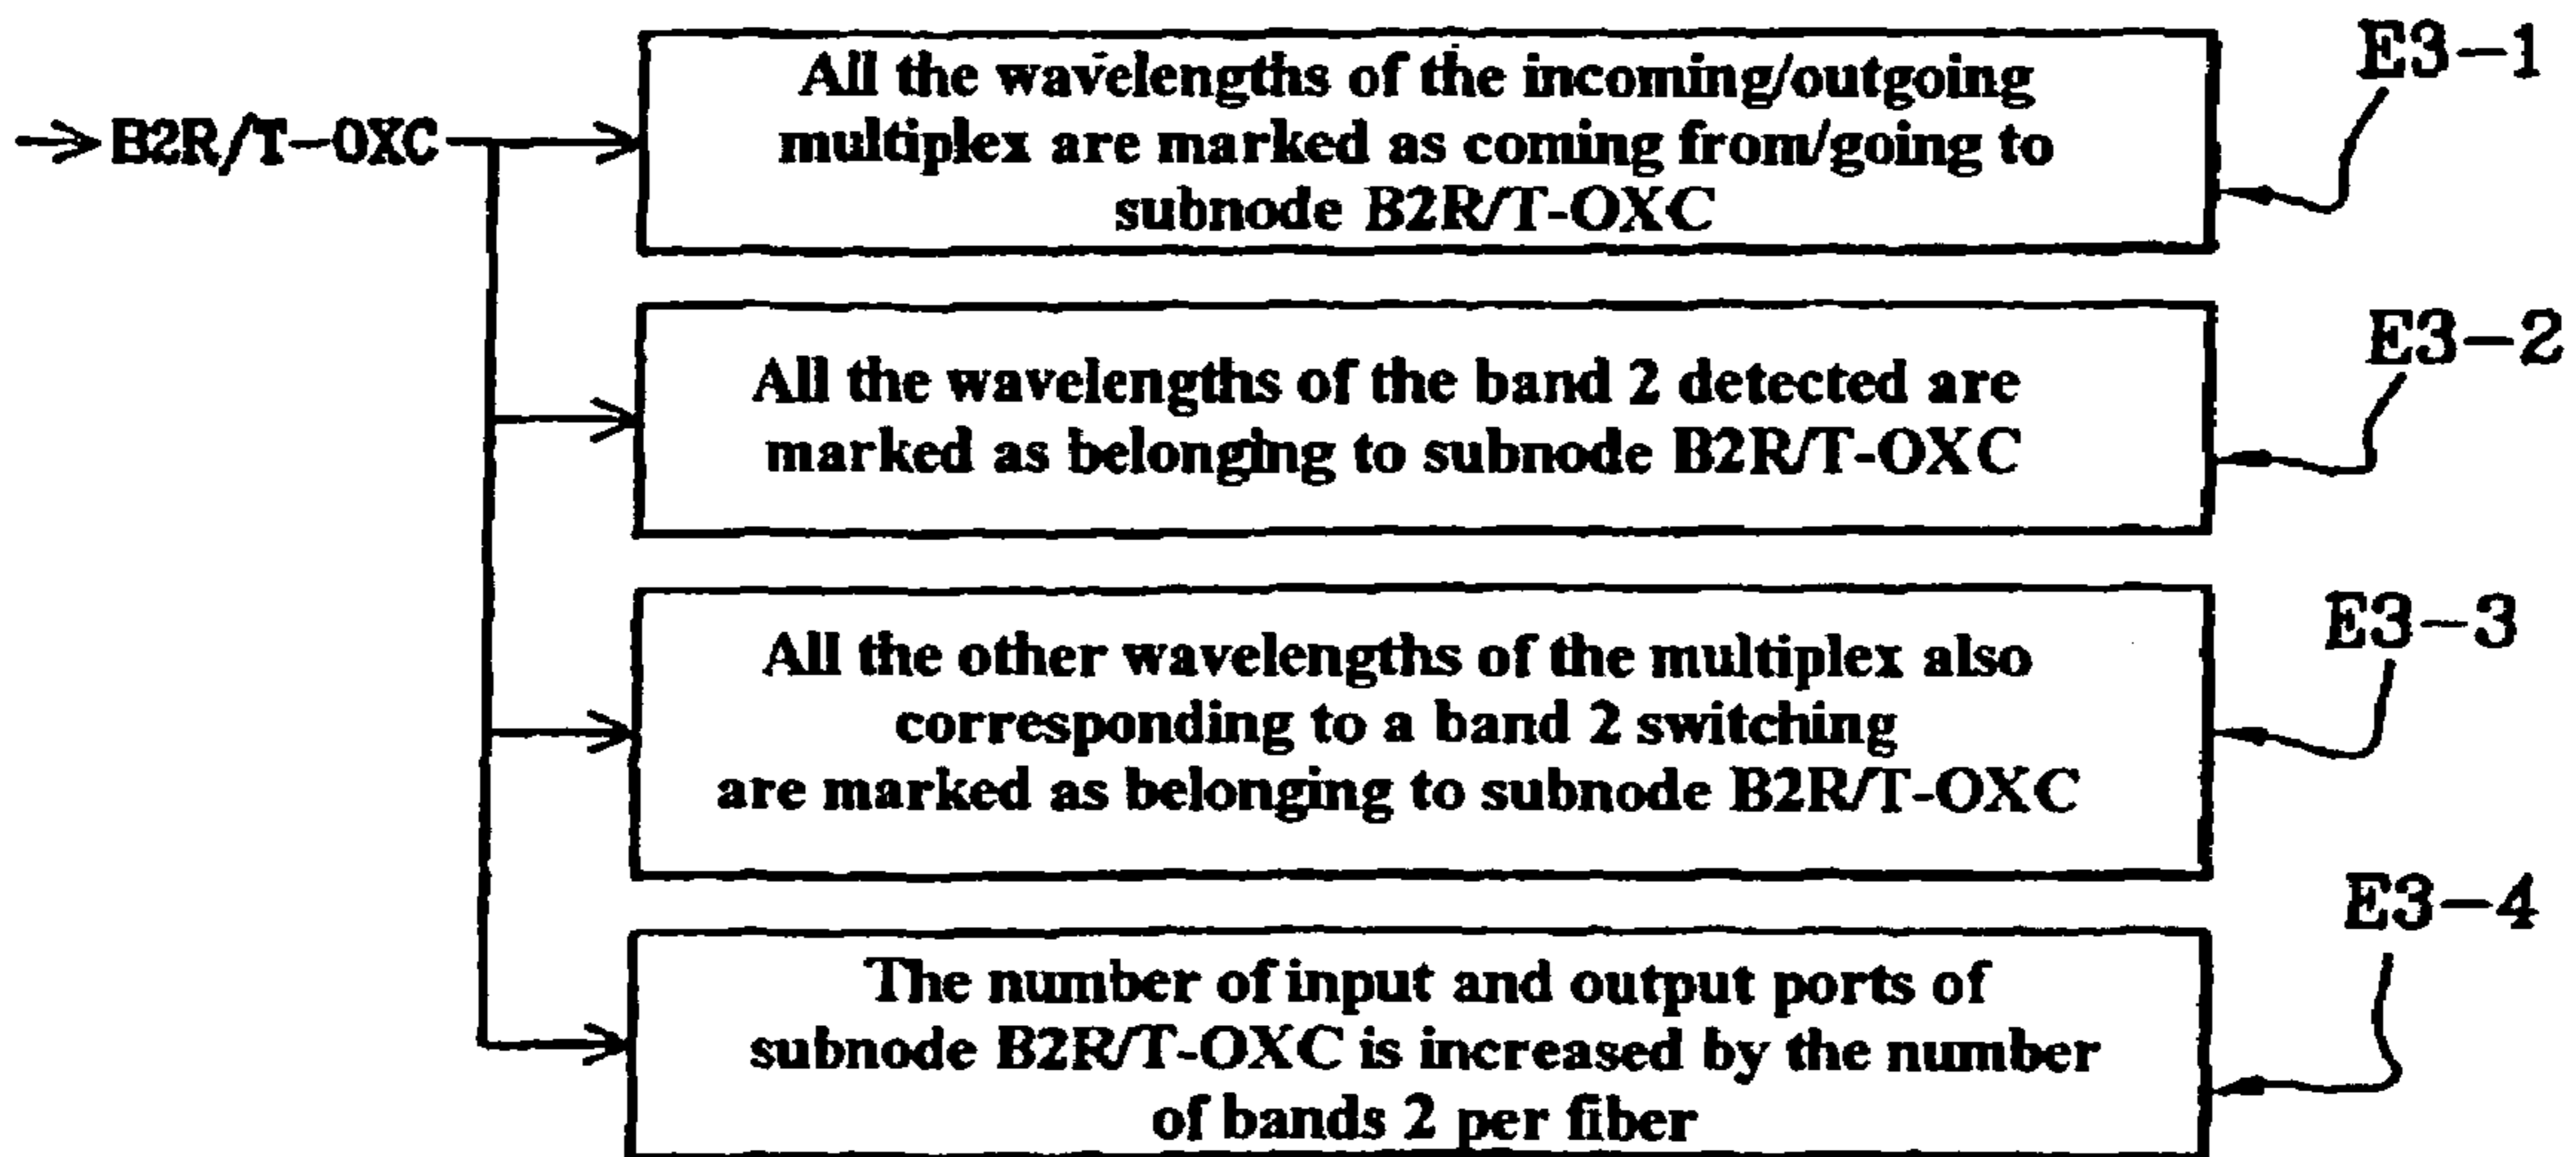 All the wavelengths of the incoming/outgoing
multiplex are marked as coming from/going to
subnode B2R/T-OXC
E3-1
→B2R/T-OXC
All the wavelengths of the band 2 detected are
marked as belonging to subnode B2R/T-OXC
E3-2
All the other wavelengths of the multiplex also
corresponding to a band 2 switching
are marked as belonging to subnode B2R/T-OXC
E3-3
The number of input and output ports of
subnode B2R/T-OXC is increased by the number
of bands 2 per fiber
E3-4